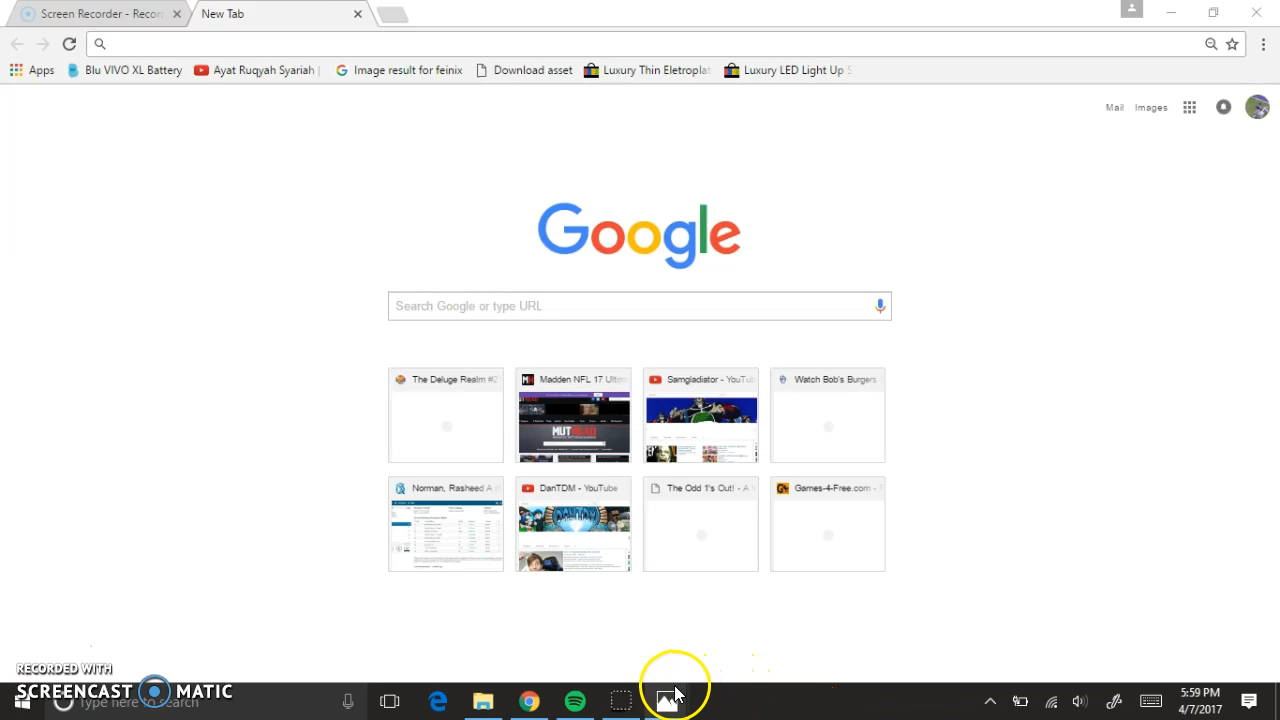 Screen Recorder - Recor
New Tab
Apps
Blu VIVO XL Battery
Ayat Ruqyah Syariah
Image result for feinix
Download asset
Luxury Thin Eletroplat
Luxury LED Light Up S
Mail
Images
Google
Search Google or type URL
The Deluge Realm #2
Madden NFL 17 Ultim
Samgladiator - YouTu
Watch Bob's Burgers
MUT
Norman, Rasheed A
DanTDM - YouTube
The Odd 1's Out! - A
Games-4-Free.com -
RECORDED WITH
SCREENCAST MATIC
Type here to search
5:59 PM
4/7/2017